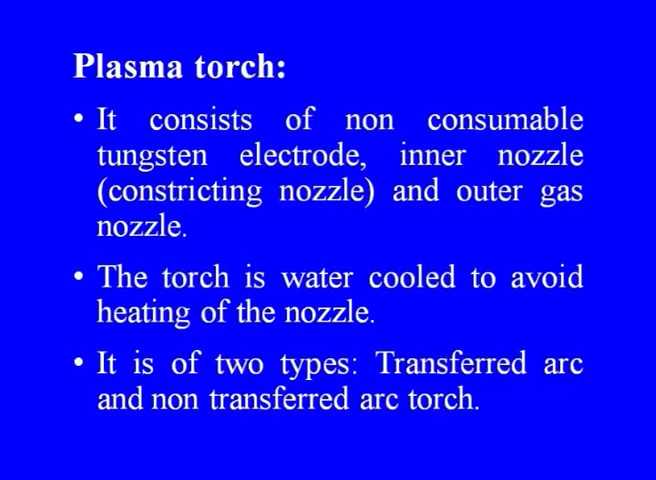 Plasma torch:
• It consists of non consumable
tungsten electrode, inner nozzle
(constricting nozzle) and outer gas
nozzle.
• The torch is water cooled to avoid
heating of the nozzle.
• It is of two types: Transferred arc
and non transferred arc torch.